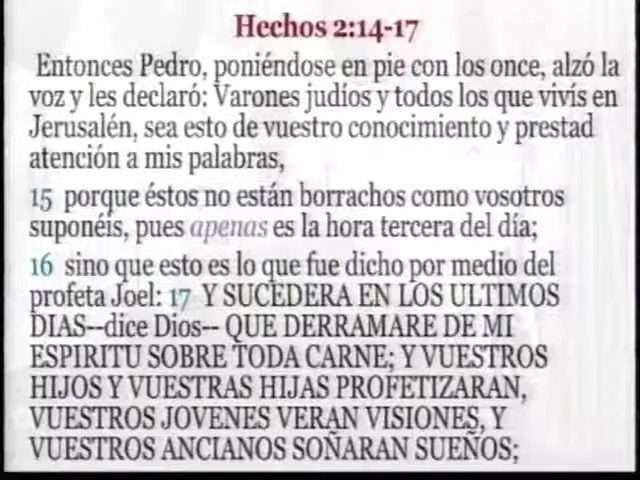 Hechos 2:14-17
Entonces Pedro, poniéndose en pie con los once, alzó la
voz y les declaró: Varones judíos y todos los que vivís en
Jerusalén, sea esto de vuestro conocimiento y prestad
atención a mis palabras,
15 porque éstos no están borrachos como vosotros
suponéis, pues apenas es la hora tercera del día;
16 sino que esto es lo que fue dicho por medio del
profeta Joel: 17 Y SUCEDERA EN LOS ULTIMOS
DIAS--dice Dios-- QUE DERRAMARE DE MI
ESPIRITU SOBRE TODA CARNE; Y VUESTROS
HIJOS Y VUESTRAS HIJAS PROFETIZARAN,
VUESTROS JOVENES VERAN VISIONES, Y
VUESTROS ANCIANOS SOÑARAN SUEÑOS;